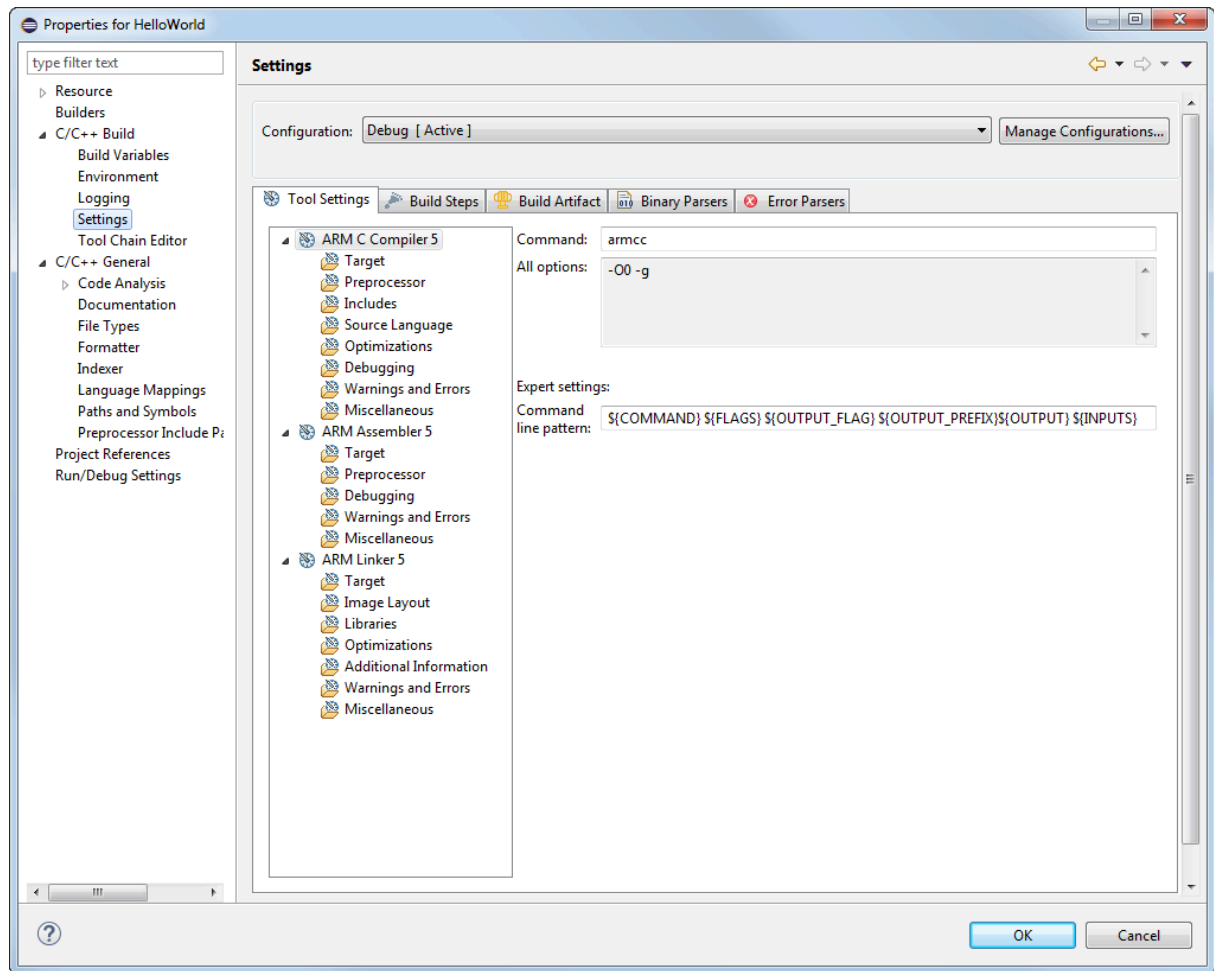 Properties for HelloWorld
type filter text
Resource
Builders
C/C++ Build
Build Variables
Environment
Logging
Settings
Tool Chain Editor
C/C++ General
Code Analysis
Documentation
File Types
Formatter
Indexer
Language Mappings
Paths and Symbols
Preprocessor Include Pa
Project References
Run/Debug Settings
Settings
Configuration: Debug [ Active ] Manage Configurations...
Tool Settings Build Steps Build Artifact Binary Parsers Error Parsers
ARM C Compiler 5
Target
Preprocessor
Includes
Source Language
Optimizations
Debugging
Warnings and Errors
Miscellaneous
ARM Assembler 5
Target
Preprocessor
Debugging
Warnings and Errors
Miscellaneous
ARM Linker 5
Target
Image Layout
Libraries
Optimizations
Additional Information
Warnings and Errors
Miscellaneous
Command: armcc
All options: -O0 -g
Expert settings:
Command
line pattern: ${COMMAND} ${FLAGS} ${OUTPUT_FLAG} ${OUTPUT_PREFIX}${OUTPUT} ${INPUTS}
OK Cancel